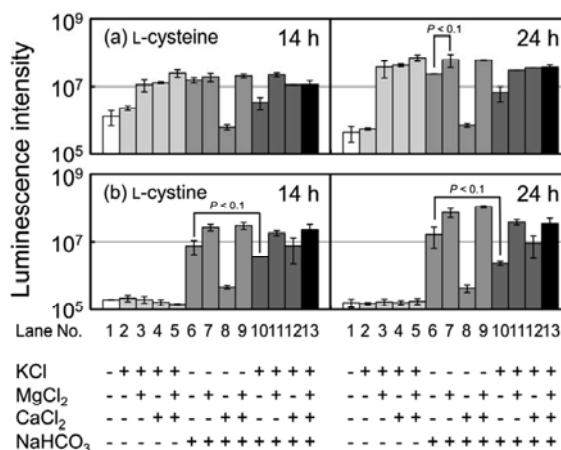 10⁹
(a) L-cysteine 14 h 24 h
P < 0.1
10⁷
10⁵
Luminescence intensity
10⁹
(b) L-cystine 14 h 24 h
P < 0.1 P < 0.1
10⁷
10⁵
Lane No. 1 2 3 4 5 6 7 8 9 10 11 12 13 1 2 3 4 5 6 7 8 9 10 11 12 13
KCl - + + + + - - - - + + + + - + + + + - - - - + + + +
MgCl₂ - - + - + - + - + - + - + - - + - + - + - + - + - +
CaCl₂ - - - + + - - + + - - + + - - - + + - - + + - - + +
NaHCO₃ - - - - - + + + + + + + + - - - - - + + + + + + + +